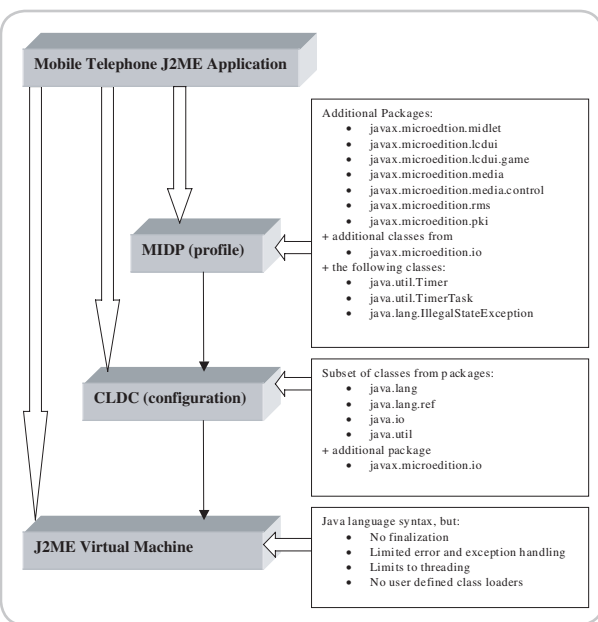 Mobile Telephone J2ME Application
Additional Packages:
• javax.microedtion.midlet
• javax.microedition.lcdui
• javax.microedition.lcdui.game
• javax.microedition.media
• javax.microedition.media.control
• javax.microedition.rms
• javax.microedition.pki
+ additional classes from
• javax.microedition.io
+ the following classes:
• java.util.Timer
• java.util.TimerTask
• java.lang.IllegalStateException
MIDP (profile)
Subset of classes from packages:
• java.lang
• java.lang.ref
• java.io
• java.util
+ additional package
• javax.microedition.io
CLDC (configuration)
Java language syntax, but:
• No finalization
• Limited error and exception handling
• Limits to threading
• No user defined class loaders
J2ME Virtual Machine